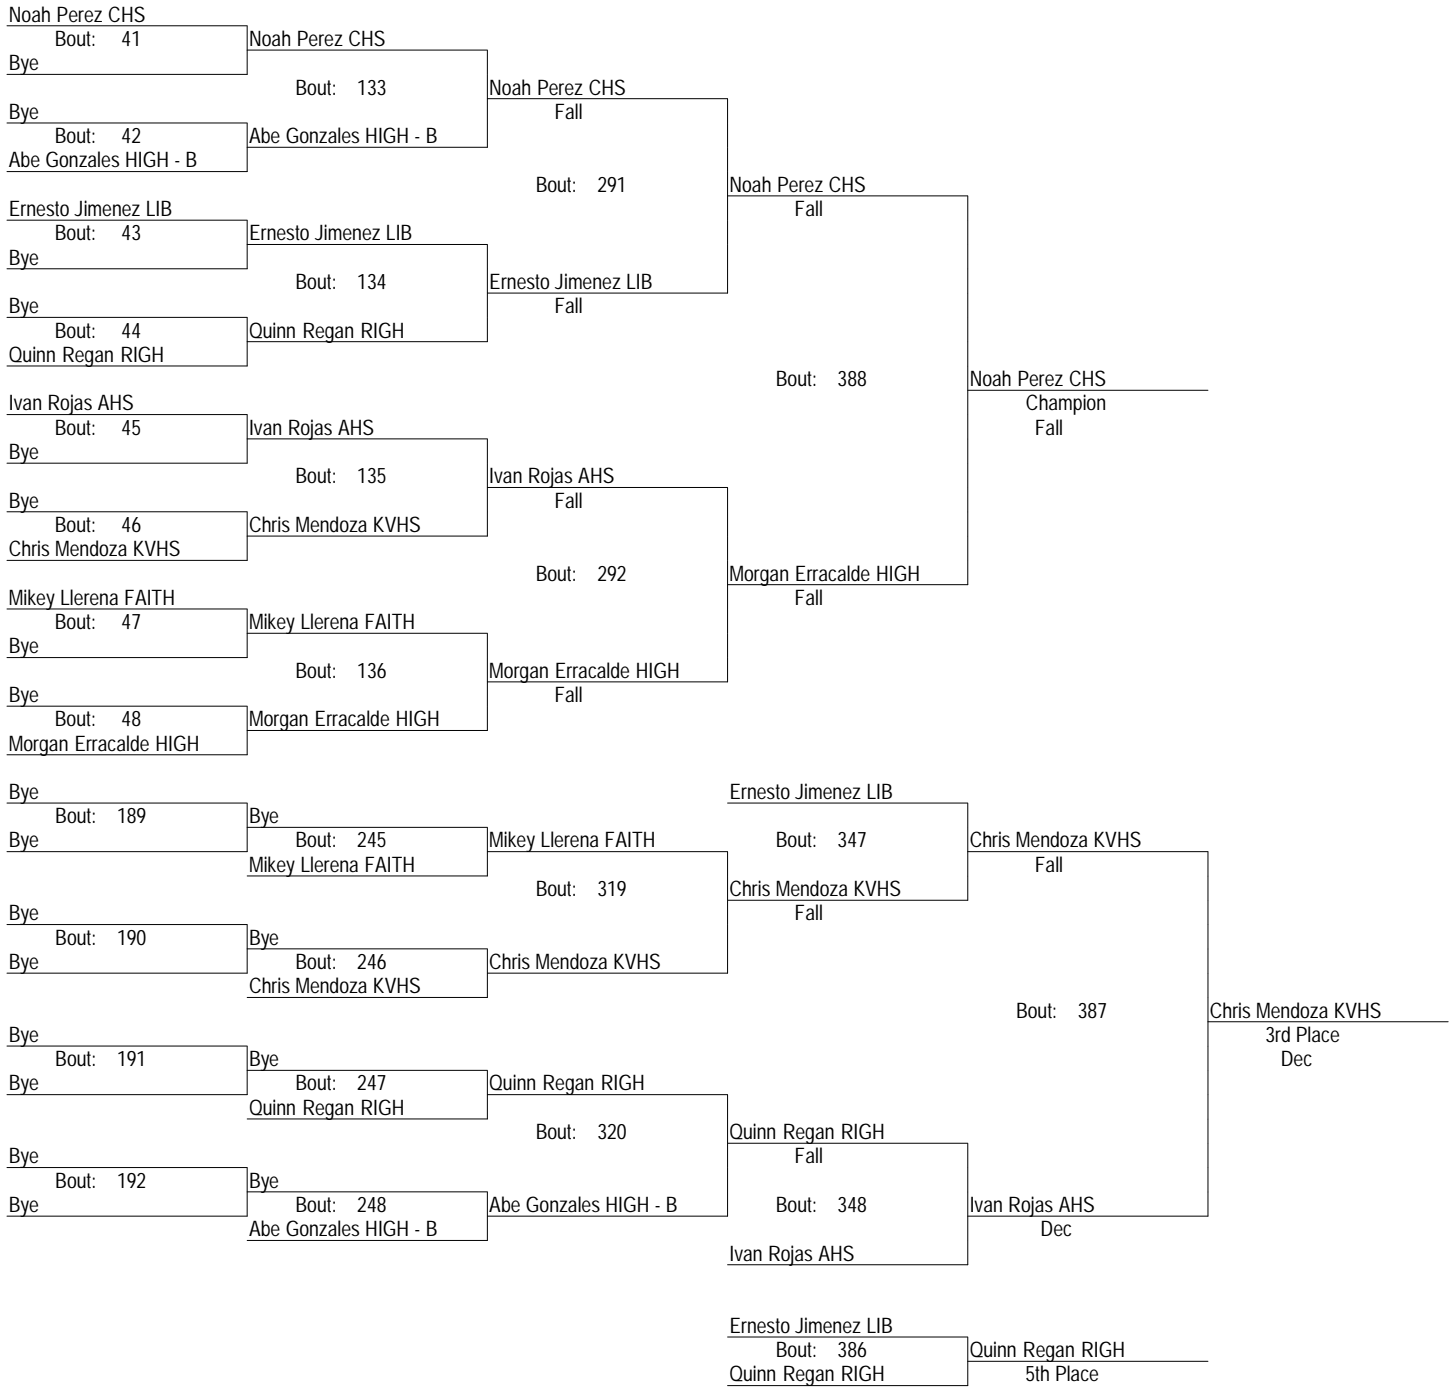 Noah Perez CHS
Bout: 41
Noah Perez CHS
Bye
Bout: 133
Noah Perez CHS
Bye
Fall
Bout: 42
Abe Gonzales HIGH - B
Abe Gonzales HIGH - B
Bout: 291
Noah Perez CHS
Ernesto Jimenez LIB
Fall
Bout: 43
Ernesto Jimenez LIB
Bye
Bout: 134
Ernesto Jimenez LIB
Bye
Fall
Bout: 44
Quinn Regan RIGH
Quinn Regan RIGH
Bout: 388
Noah Perez CHS
Ivan Rojas AHS
Champion
Bout: 45
Ivan Rojas AHS
Fall
Bye
Bout: 135
Ivan Rojas AHS
Bye
Fall
Bout: 46
Chris Mendoza KVHS
Chris Mendoza KVHS
Bout: 292
Morgan Erracalde HIGH
Mikey Llerena FAITH
Fall
Bout: 47
Mikey Llerena FAITH
Bye
Bout: 136
Morgan Erracalde HIGH
Bye
Fall
Bout: 48
Morgan Erracalde HIGH
Morgan Erracalde HIGH
Bye
Ernesto Jimenez LIB
Bout: 189
Bye
Bye
Bout: 245
Mikey Llerena FAITH
Bout: 347
Chris Mendoza KVHS
Mikey Llerena FAITH
Fall
Bout: 319
Chris Mendoza KVHS
Bye
Fall
Bout: 190
Bye
Bye
Bout: 246
Chris Mendoza KVHS
Chris Mendoza KVHS
Bout: 387
Chris Mendoza KVHS
Bye
3rd Place
Bout: 191
Bye
Dec
Bye
Bout: 247
Quinn Regan RIGH
Quinn Regan RIGH
Bout: 320
Quinn Regan RIGH
Bye
Fall
Bout: 192
Bye
Bye
Bout: 248
Abe Gonzales HIGH - B
Bout: 348
Ivan Rojas AHS
Abe Gonzales HIGH - B
Dec
Ivan Rojas AHS
Ernesto Jimenez LIB
Bout: 386
Quinn Regan RIGH
Quinn Regan RIGH
5th Place